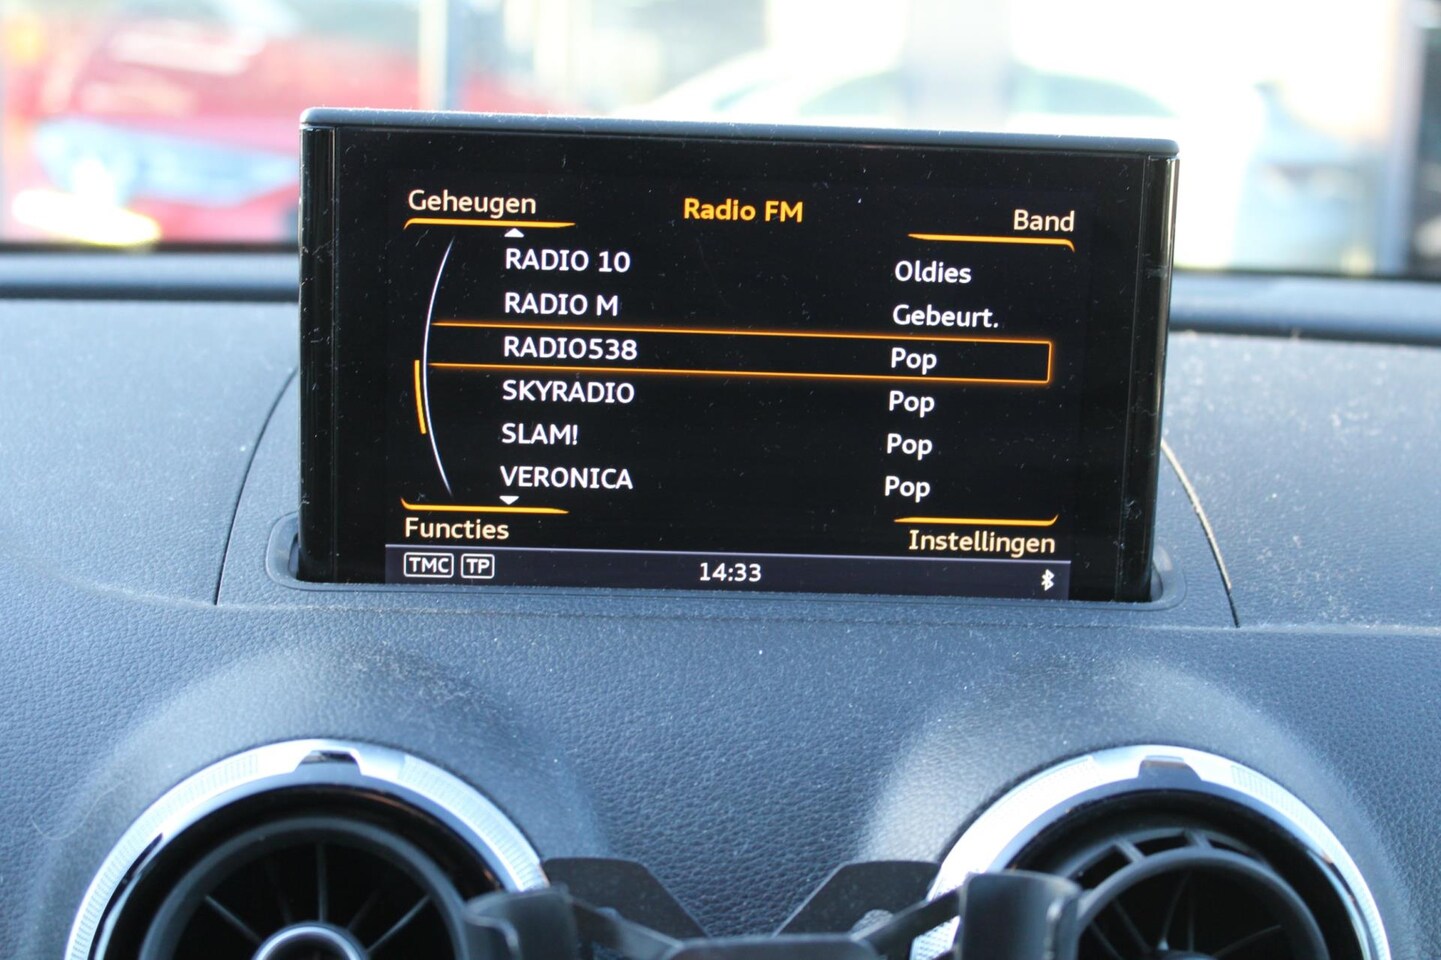 Geheugen Radio FM Band
RADIO 10 Oldies
RADIO M Gebeurt.
RADIO538 Pop
SKYRADIO Pop
SLAM! Pop
VERONICA Pop
Functies Instellingen
TMC TP 14:33